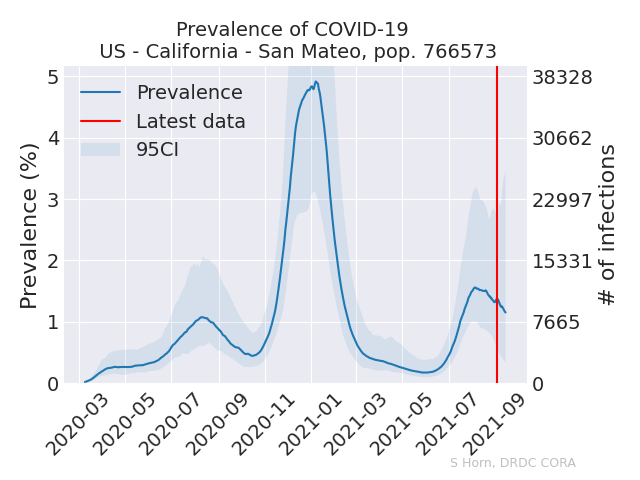 Prevalence of COVID-19
US - California - San Mateo, pop. 766573
Prevalence
Latest data
95CI
Prevalence (%)
5
4
3
2
1
0
38328
30662
22997
15331
7665
0
# of infections
2020-03
2020-05
2020-07
2020-09
2020-11
2021-01
2021-03
2021-05
2021-07
2021-09
S Horn, DRDC CORA